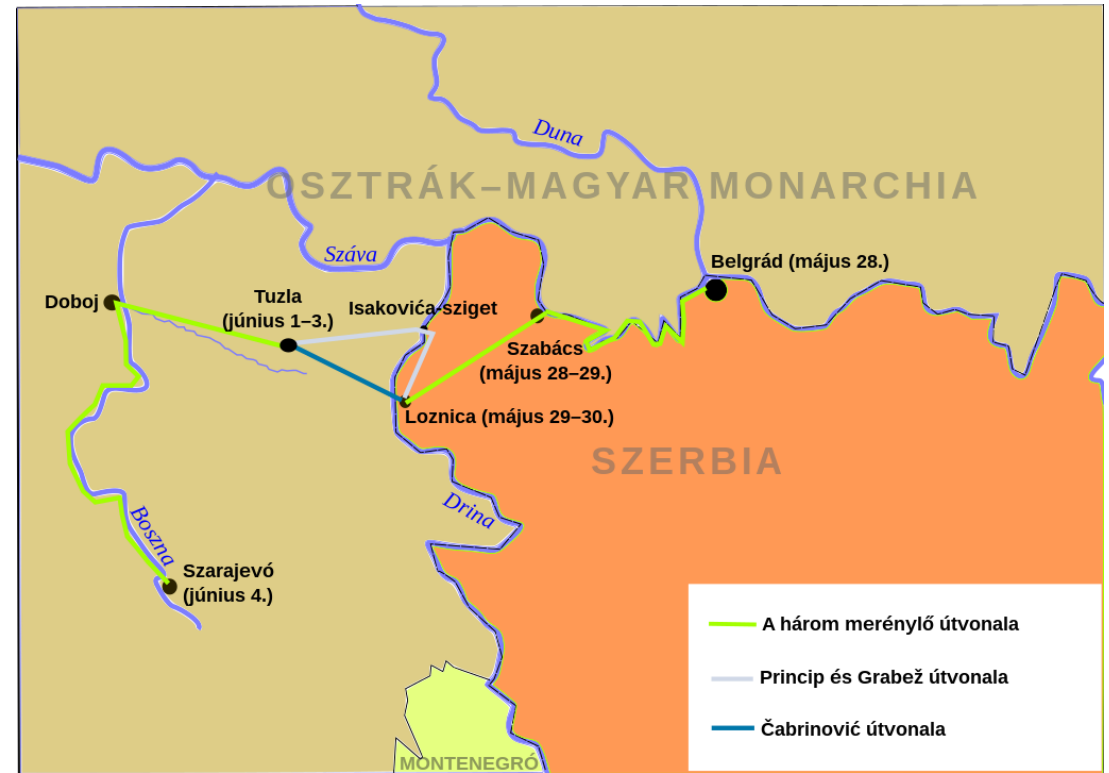 Duna
OSZTRÁK–MAGYAR MONARCHIA
Száva
Belgrád (május 28.)
Doboj
Tuzla
(június 1–3.)
Isakovića-sziget
Szabács
(május 28–29.)
Loznica (május 29–30.)
SZERBIA
Drina
Boszna
Szarajevó
(június 4.)
A három merénylő útvonala
Princip és Grabež útvonala
Čabrinović útvonala
MONTENEGRÓ